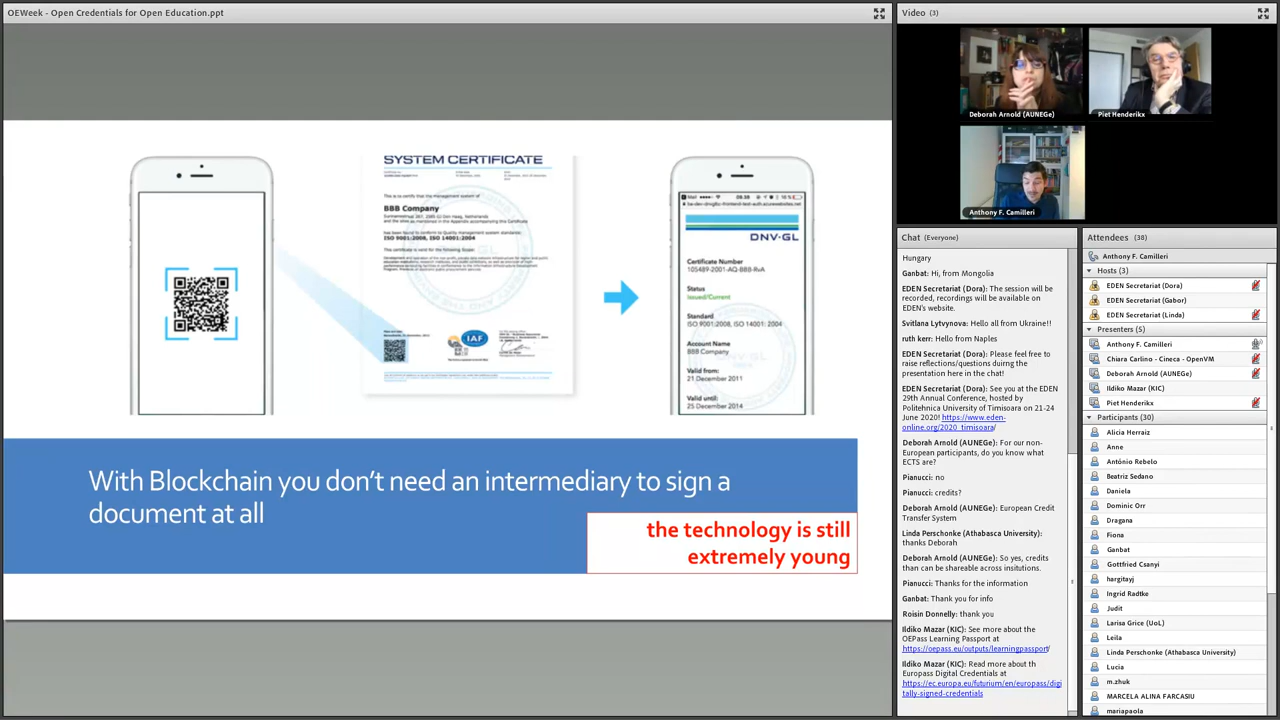 OEWeek - Open Credentials for Open Education.ppt
SYSTEM CERTIFICATE
This is to certify that the management system of
BBB Company
ISO 9001:2008, ISO 14001:2004
IAF
DNV·GL
Certificate Number
105489-2001-AQ-BBB-RvA
Status
Issued/Current
Standard
ISO 9001:2008, ISO 14001: 2004
Account Name
BBB Company
Valid from:
21 December 2011
Valid until:
25 December 2014
With Blockchain you don't need an intermediary to sign a
document at all
the technology is still
extremely young
Video (3)
Deborah Arnold (AUNEGe)
Piet Henderikx
Anthony F. Camilleri
Chat (Everyone)
Hungary
Ganbat: Hi, from Mongolia
EDEN Secretariat (Dora): The session will be
recorded, recordings will be available on
EDEN's website.
Svitlana Lytvynova: Hello all from Ukraine!!
ruth kerr: Hello from Naples
EDEN Secretariat (Dora): Please feel free to
raise reflections/questions duirng the
presentation here in the chat!
EDEN Secretariat (Dora): See you at the EDEN
29th Annual Conference, hosted by
Politehnica University of Timisoara on 21-24
June 2020! https://www.eden-
online.org/2020_timisoara/
Deborah Arnold (AUNEGe): For our non-
European participants, do you know what
ECTS are?
Pianucci: no
Pianucci: credits?
Deborah Arnold (AUNEGe): European Credit
Transfer System
Linda Perschonke (Athabasca University):
thanks Deborah
Deborah Arnold (AUNEGe): So yes, credits
than can be shareable across insitutions.
Pianucci: Thanks for the information
Ganbat: Thank you for info
Roisin Donnelly: thank you
Ildiko Mazar (KIC): See more about the
OEPass Learning Passport at
https://oepass.eu/outputs/learningpassport/
Ildiko Mazar (KIC): Read more about th
Europass Digital Credentials at
https://ec.europa.eu/futurium/en/europass/digi
tally-signed-credentials
Attendees (38)
Anthony F. Camilleri
Hosts (3)
EDEN Secretariat (Dora)
EDEN Secretariat (Gabor)
EDEN Secretariat (Linda)
Presenters (5)
Anthony F. Camilleri
Chiara Carlino - Cineca - OpenVM
Deborah Arnold (AUNEGe)
Ildiko Mazar (KIC)
Piet Henderikx
Participants (30)
Alicia Herraiz
Anne
António Rebelo
Beatriz Sedano
Daniela
Dominic Orr
Dragana
Fiona
Ganbat
Gottfried Csanyi
hargitayj
Ingrid Radtke
Judit
Larisa Grice (UoL)
Leila
Linda Perschonke (Athabasca University)
Lucia
m.zhuk
MARCELA ALINA FARCASIU
mariapaola